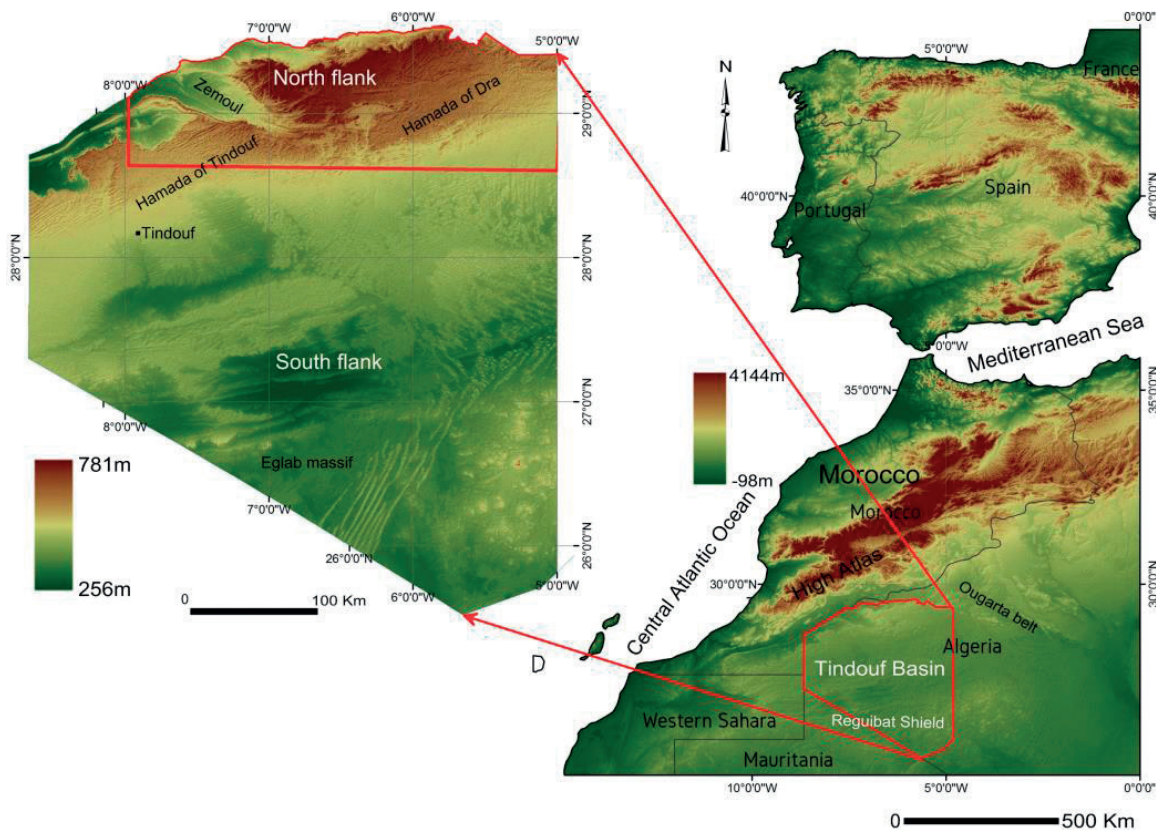 7°0'0"W
6°0'0"W
5°0'0"W
8°0'0"W
North flank
Zemoul
Hamada of Dra
29°0'0"N
Hamada of Tindouf
Tindouf
28°0'0"N
28°0'0"N
South flank
27°0'0"N
8°0'0"W
Eglab massif
7°0'0"W
26°0'0"N
26°0'0"N
6°0'0"W
5°0'0"W
781m
256m
0
100 Km
N
5°0'0"W
0°0'0"
France
Spain
Portugal
40°0'0"N
40°0'0"N
5°0'0"W
Mediterranean Sea
35°0'0"N
35°0'0"N
4144m
-98m
Morocco
Morocco
High Atlas
Central Atlantic Ocean
30°0'0"N
30°0'0"N
Ougarta belt
Algeria
Tindouf Basin
D
Western Sahara
Reguibat Shield
Mauritania
10°0'0"W
5°0'0"W
0°0'0"
0
500 Km